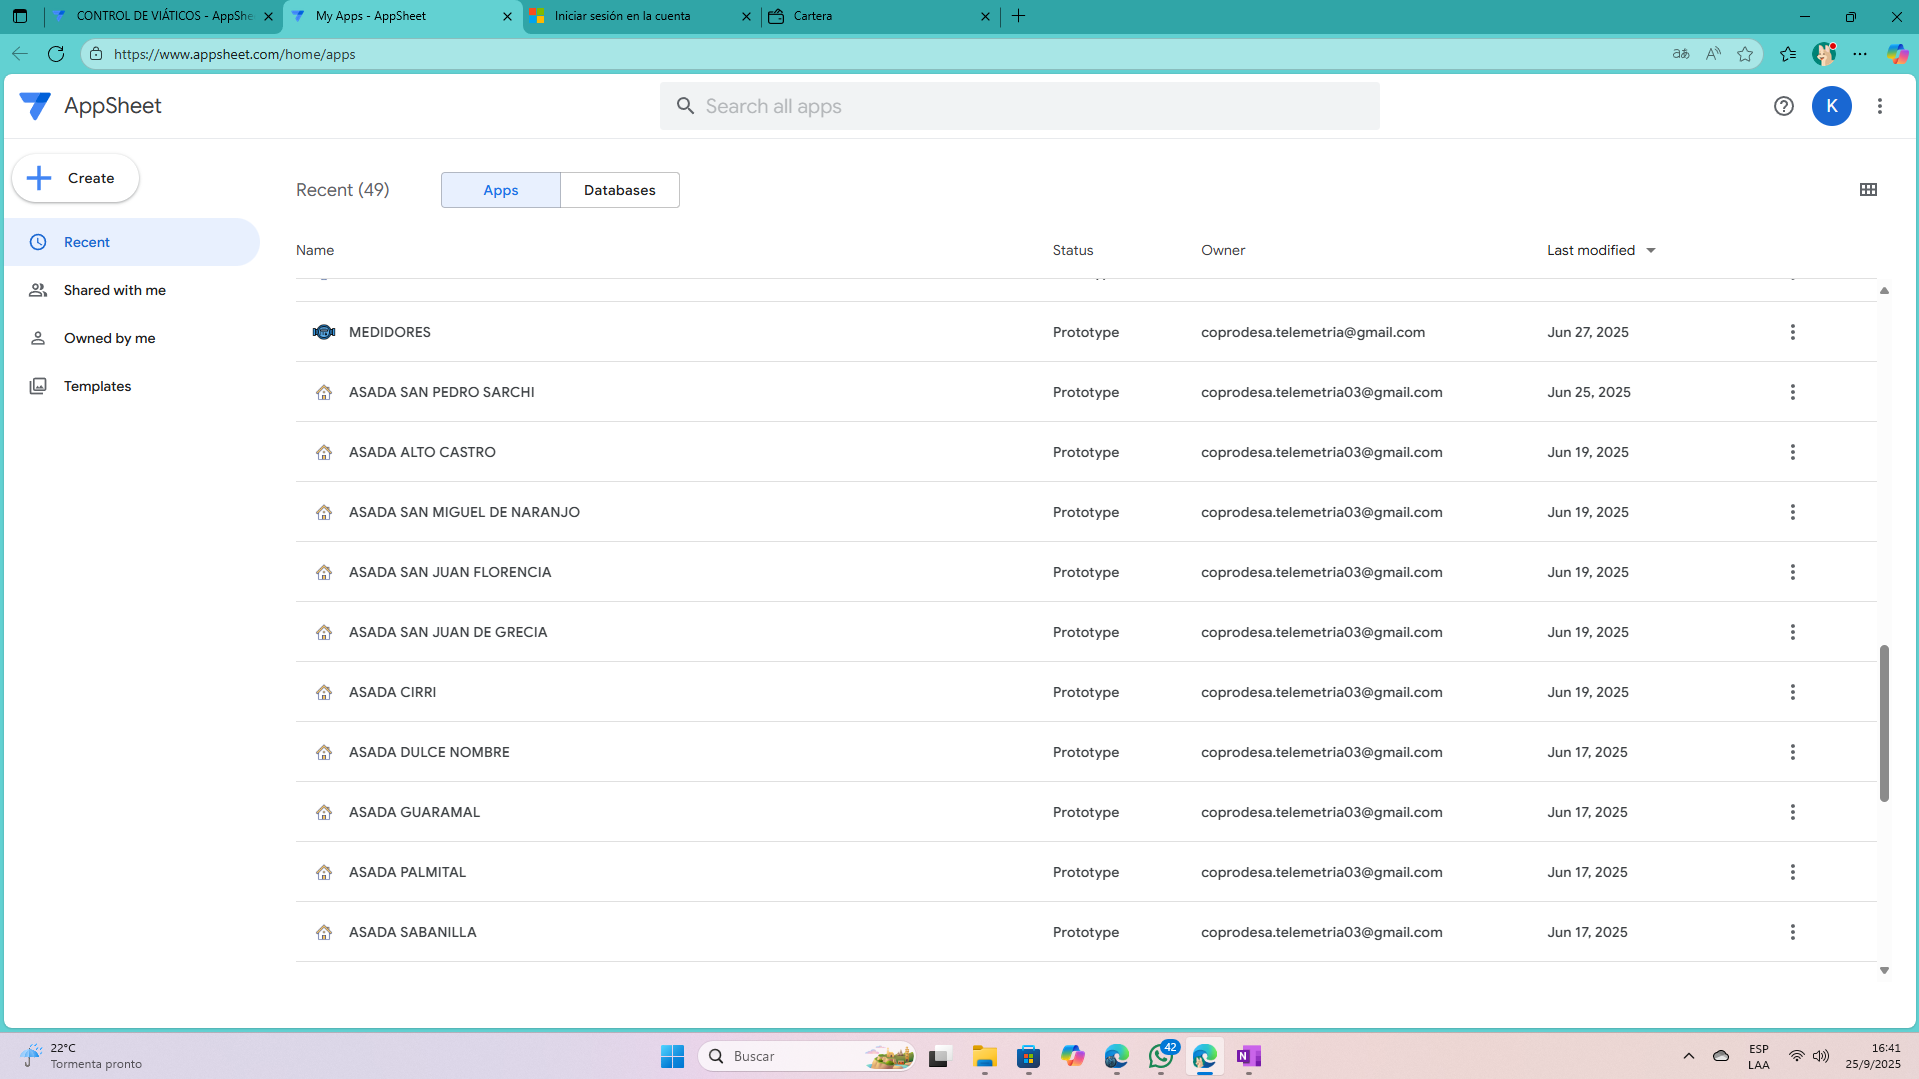 CONTROL DE VIÁTICOS - AppShe
My Apps - AppSheet
Iniciar sesión en la cuenta
Cartera
https://www.appsheet.com/home/apps
AppSheet
Search all apps
K
Create
Recent (49)
Apps
Databases
Recent
Shared with me
Owned by me
Templates
Name Status Owner Last modified
MEDIDORES Prototype coprodesa.telemetria@gmail.com Jun 27, 2025
ASADA SAN PEDRO SARCHI Prototype coprodesa.telemetria03@gmail.com Jun 25, 2025
ASADA ALTO CASTRO Prototype coprodesa.telemetria03@gmail.com Jun 19, 2025
ASADA SAN MIGUEL DE NARANJO Prototype coprodesa.telemetria03@gmail.com Jun 19, 2025
ASADA SAN JUAN FLORENCIA Prototype coprodesa.telemetria03@gmail.com Jun 19, 2025
ASADA SAN JUAN DE GRECIA Prototype coprodesa.telemetria03@gmail.com Jun 19, 2025
ASADA CIRRI Prototype coprodesa.telemetria03@gmail.com Jun 19, 2025
ASADA DULCE NOMBRE Prototype coprodesa.telemetria03@gmail.com Jun 17, 2025
ASADA GUARAMAL Prototype coprodesa.telemetria03@gmail.com Jun 17, 2025
ASADA PALMITAL Prototype coprodesa.telemetria03@gmail.com Jun 17, 2025
ASADA SABANILLA Prototype coprodesa.telemetria03@gmail.com Jun 17, 2025
22°C
Tormenta pronto
Buscar
42
ESP
LAA
16:41
25/9/2025